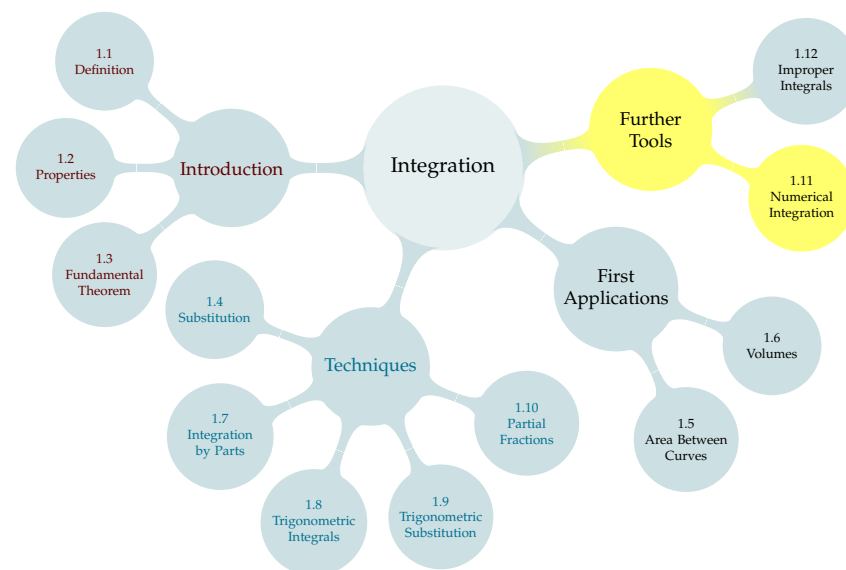 Integration
Introduction
1.1
Definition
1.2
Properties
1.3
Fundamental
Theorem
Techniques
1.4
Substitution
1.7
Integration
by Parts
1.8
Trigonometric
Integrals
1.9
Trigonometric
Substitution
1.10
Partial
Fractions
First
Applications
1.5
Area Between
Curves
1.6
Volumes
Further
Tools
1.11
Numerical
Integration
1.12
Improper
Integrals